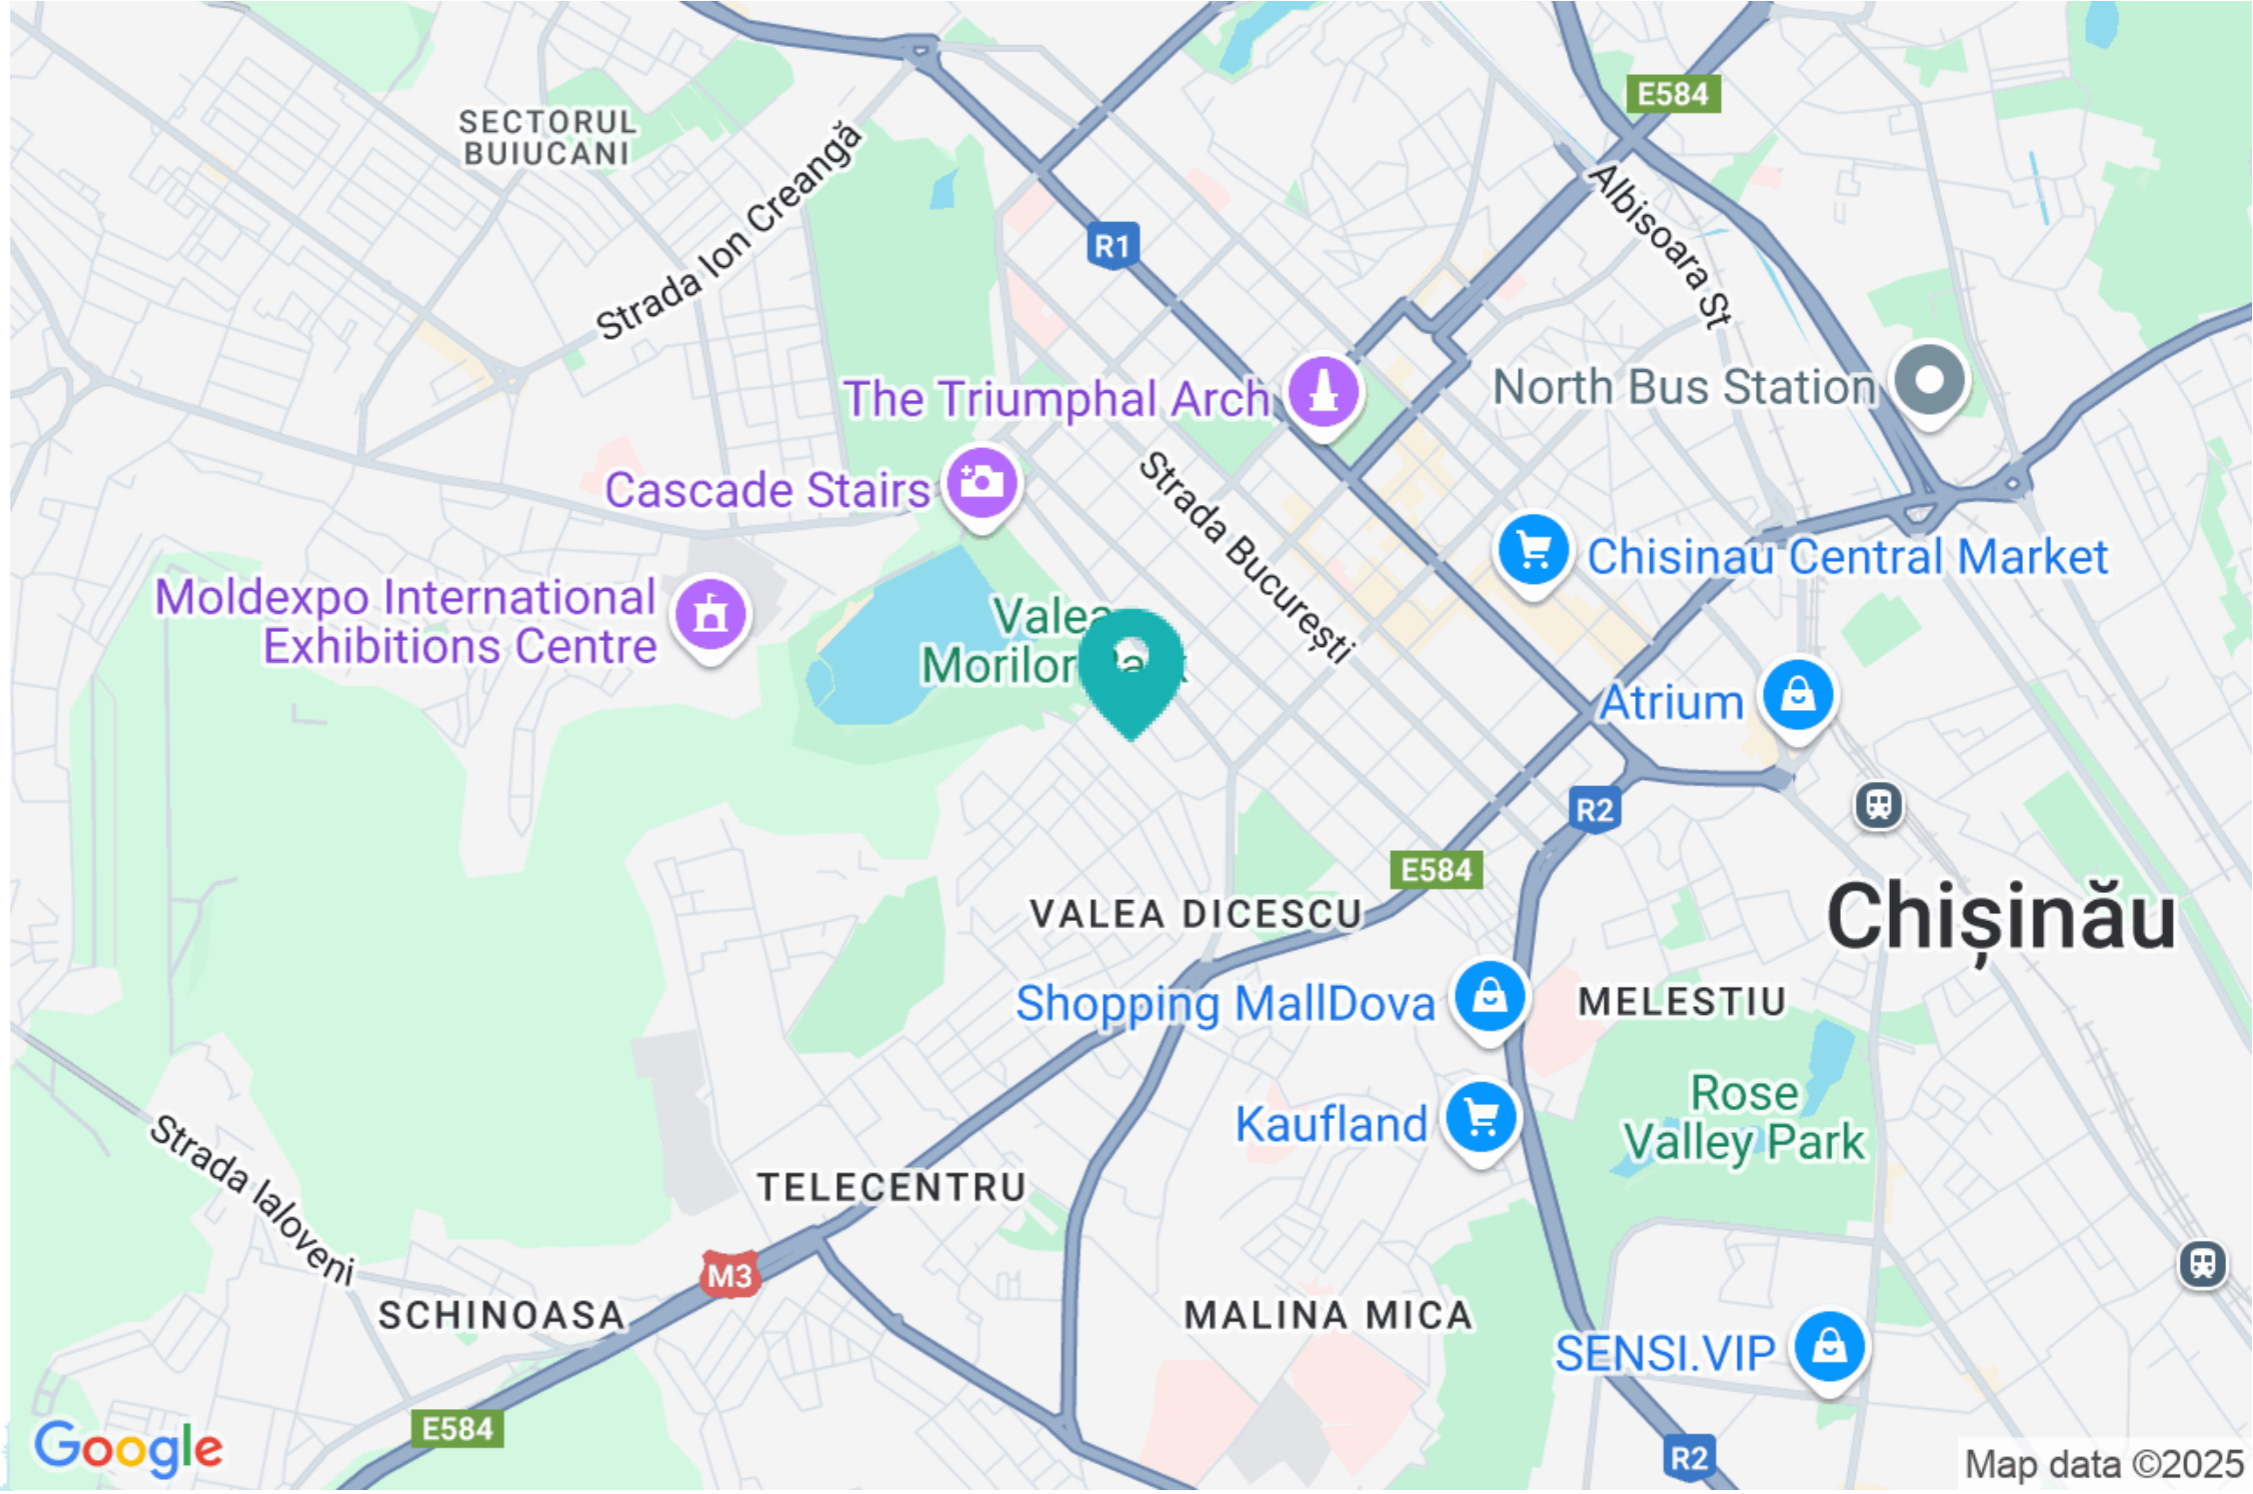 E584
SECTORUL
BUIUCANI
Strada Ion Creangă
Albisoara St
R1
The Triumphal Arch
North Bus Station
Cascade Stairs
Strada București
Chisinau Central Market
Moldexpo International
Exhibitions Centre
Valea
Morilor
Atrium
R2
E584
VALEA DICESCU
Chișinău
Shopping MallDova
MELESTIU
Rose
Valley Park
Kaufland
Strada Ialoveni
TELECENTRU
M3
SCHINOASA
MALINA MICA
SENSI.VIP
E584
Google
R2
Map data ©2025